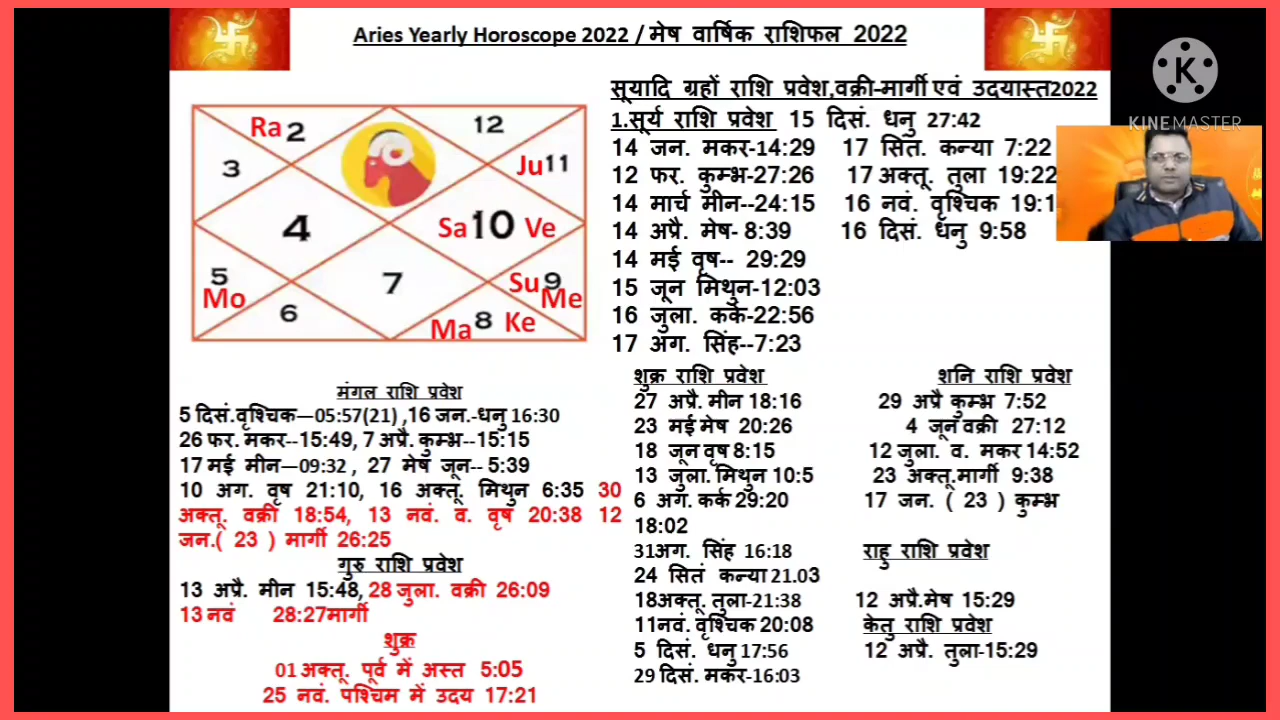 Aries Yearly Horoscope 2022 / मेष वार्षिक राशिफल 2022
KINEMASTER
Ra 2
12
3
Ju 11
4
Sa 10 Ve
5
Mo
7
Su 9
Me
6
Ma 8 Ke
सूयादि ग्रहों राशि प्रवेश,वक्री-मार्गी एवं उदयास्त2022
1.सूर्य राशि प्रवेश 15 दिसं. धनु 27:42
14 जन. मकर-14:29 17 सितं. कन्या 7:22
12 फर. कुम्भ-27:26 17 अक्तू. तुला 19:22
14 मार्च मीन--24:15 16 नवं. वृश्चिक 19:1
14 अप्रै. मेष- 8:39 16 दिसं. धनु 9:58
14 मई वृष-- 29:29
15 जून मिथुन-12:03
16 जुला. कर्क-22:56
17 अग. सिंह--7:23
मंगल राशि प्रवेश
5 दिसं.वृश्चिक—05:57(21) ,16 जन.-धनु 16:30
26 फर. मकर--15:49, 7 अप्रै. कुम्भ--15:15
17 मई मीन—09:32 , 27 मेष जून-- 5:39
10 अग. वृष 21:10, 16 अक्तू. मिथुन 6:35 30
अक्तू. वक्री 18:54, 13 नवं. व. वृष 20:38 12
जन.( 23 ) मार्गी 26:25
गुरु राशि प्रवेश
13 अप्रै. मीन 15:48, 28 जुला. वक्री 26:09
13 नवं 28:27मार्गी
शुक्र
01 अक्तू. पूर्व में अस्त 5:05
25 नवं. पश्चिम में उदय 17:21
शुक्र राशि प्रवेश
27 अप्रै. मीन 18:16
23 मई मेष 20:26
18 जून वृष 8:15
13 जुला. मिथुन 10:5
6 अग. कर्क 29:20
18:02
31अग. सिंह 16:18
24 सितं कन्या 21.03
18अक्तू. तुला-21:38
11नवं. वृश्चिक 20:08
5 दिसं. धनु 17:56
29 दिसं. मकर-16:03
शनि राशि प्रवेश
29 अप्रै कुम्भ 7:52
4 जून वक्री 27:12
12 जुला. व. मकर 14:52
23 अक्तू.मार्गी 9:38
17 जन. ( 23 ) कुम्भ
राहु राशि प्रवेश
12 अप्रै.मेष 15:29
केतु राशि प्रवेश
12 अप्रै. तुला-15:29